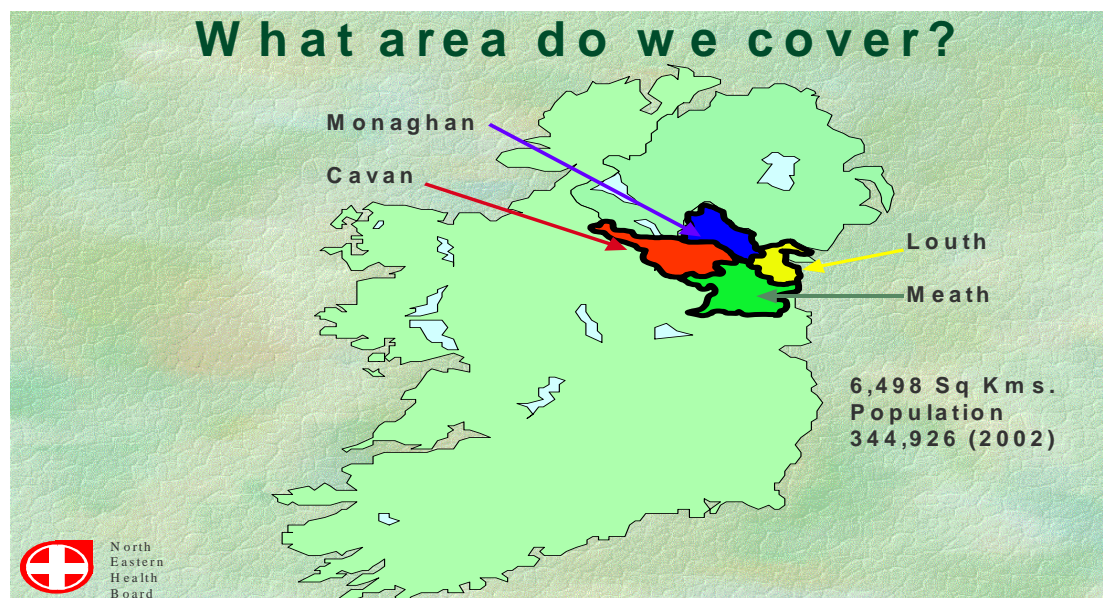 What area do we cover?
Monaghan
Cavan
Louth
Meath
6,498 Sq Kms.
Population
344,926 (2002)
North
Eastern
Health
Board